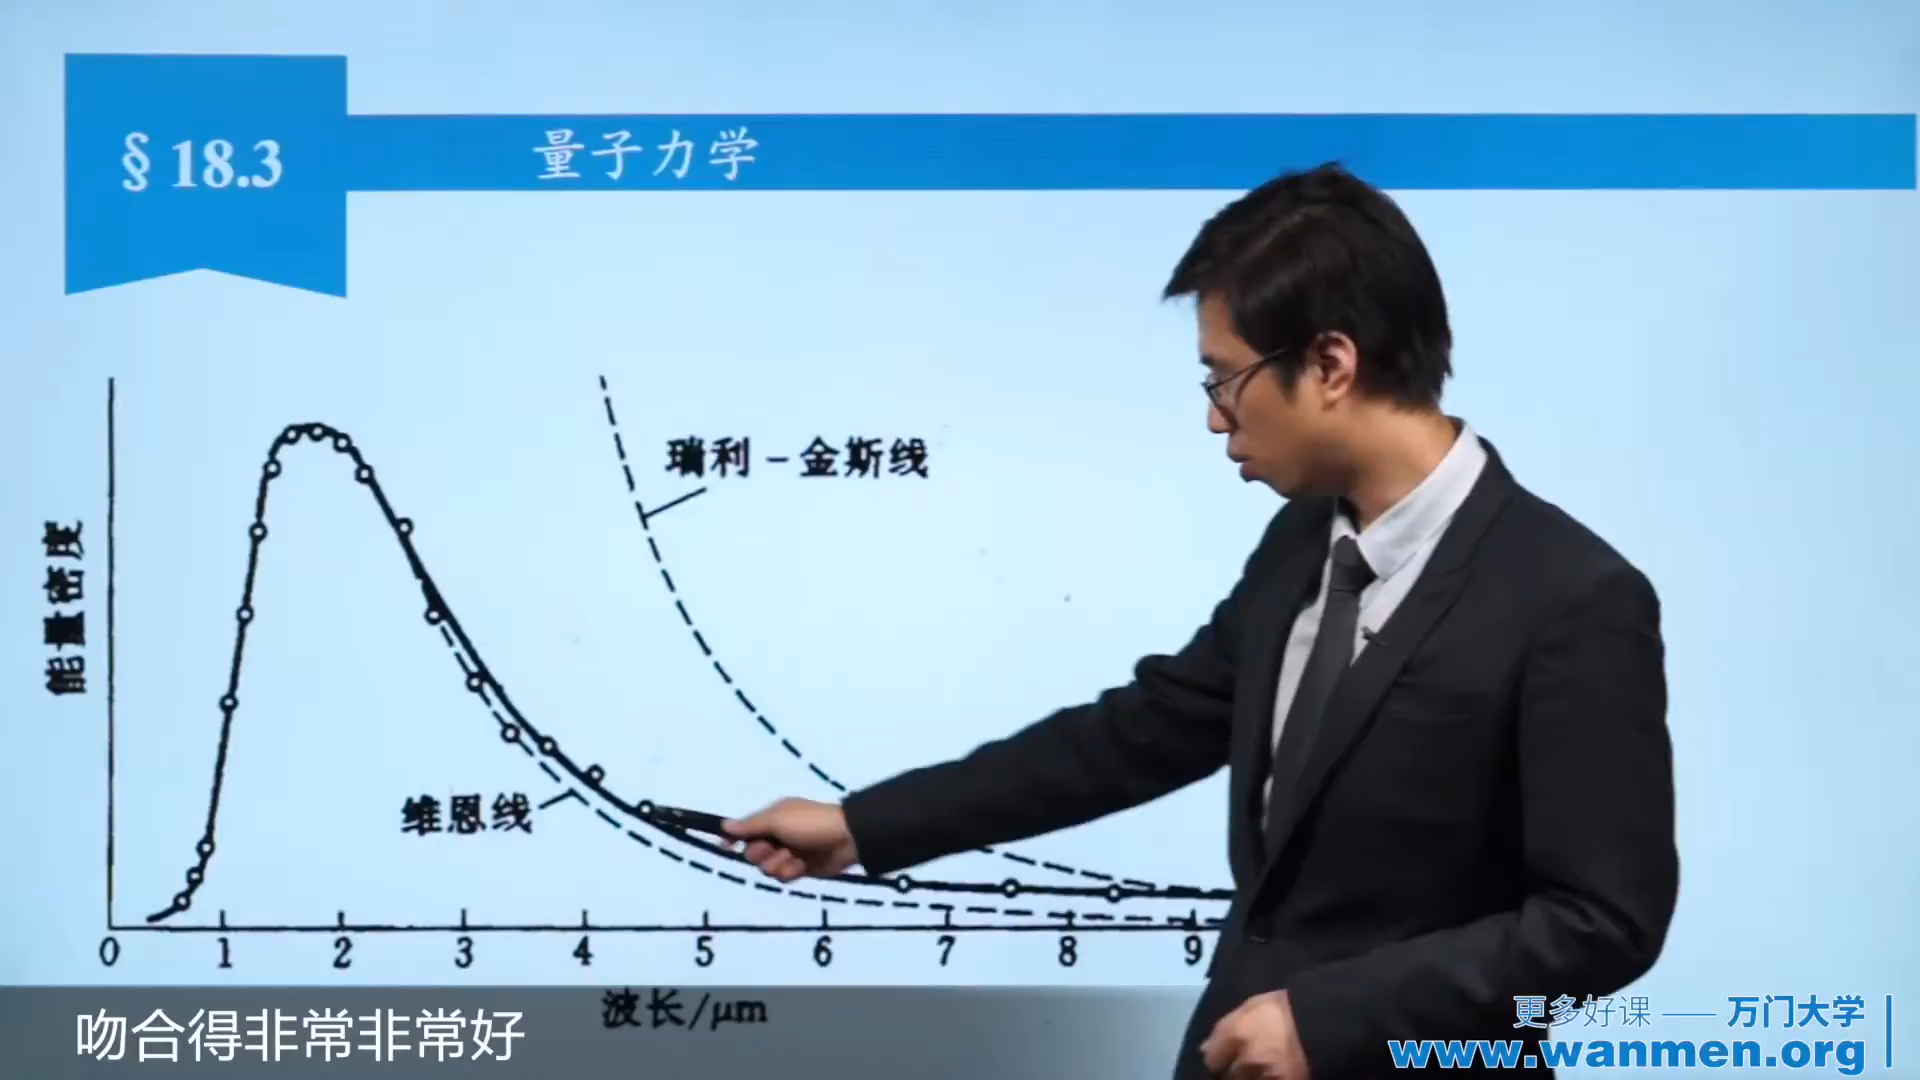 § 18.3
量子力学
瑞利－金斯线
能量密度
维恩线
0 1 2 3 4 5 6 7 8 9
波长/μm
吻合得非常非常好
更多好课 —— 万门大学
www.wanmen.org